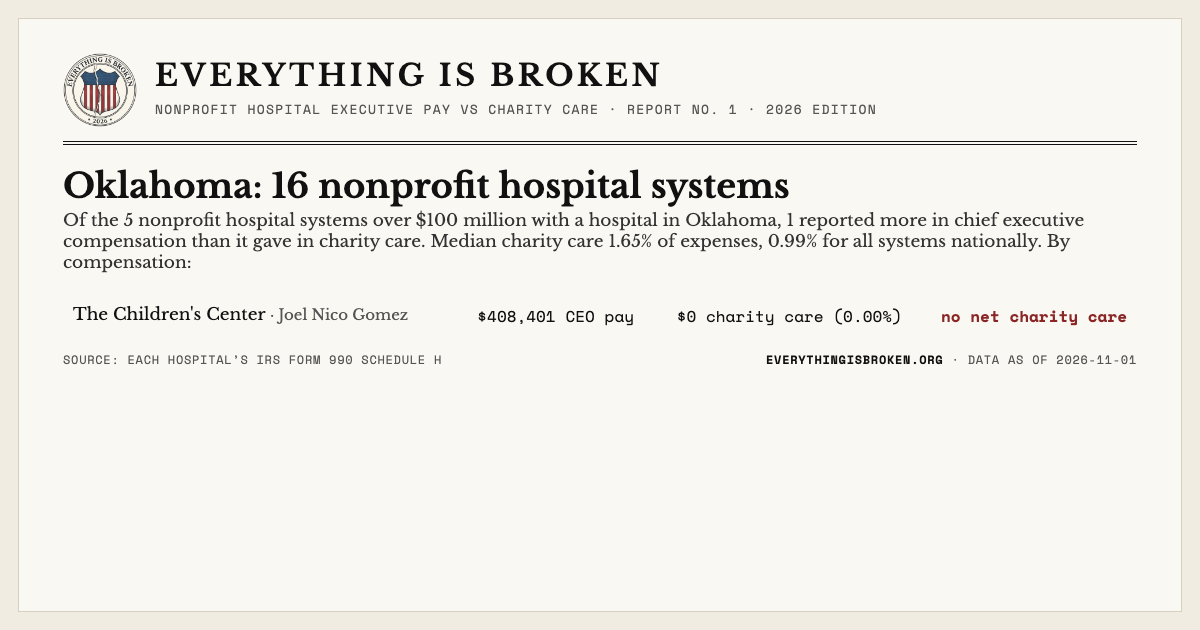 EVERYTHING IS BROKEN
· 2026 ·
EVERYTHING IS BROKEN
NONPROFIT HOSPITAL EXECUTIVE PAY VS CHARITY CARE · REPORT NO. 1 · 2026 EDITION
Oklahoma: 16 nonprofit hospital systems
Of the 5 nonprofit hospital systems over $100 million with a hospital in Oklahoma, 1 reported more in chief executive
compensation than it gave in charity care. Median charity care 1.65% of expenses, 0.99% for all systems nationally. By
compensation:
The Children's Center · Joel Nico Gomez $408,401 CEO pay $0 charity care (0.00%) no net charity care
SOURCE: EACH HOSPITAL’S IRS FORM 990 SCHEDULE H EVERYTHINGISBROKEN.ORG · DATA AS OF 2026-11-01